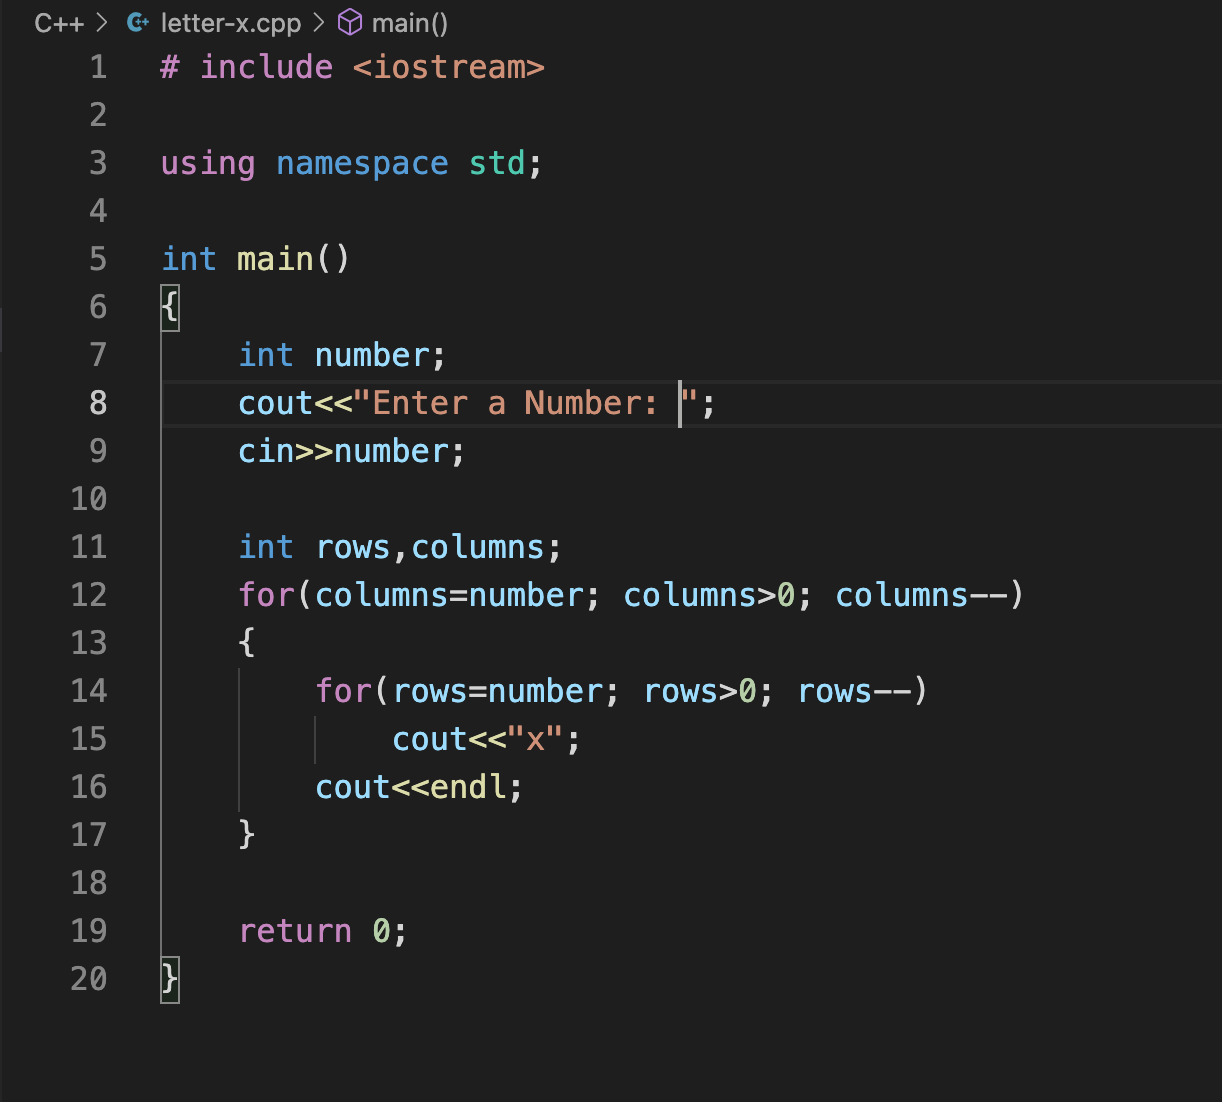 C++ > letter-x.cpp > main()
1 # include <iostream>
2
3 using namespace std;
4
5 int main()
6 {
7     int number;
8     cout<<"Enter a Number: ";
9     cin>>number;
10
11     int rows,columns;
12     for(columns=number; columns>0; columns--)
13     {
14         for(rows=number; rows>0; rows--)
15             cout<<"x";
16         cout<<endl;
17     }
18
19     return 0;
20 }